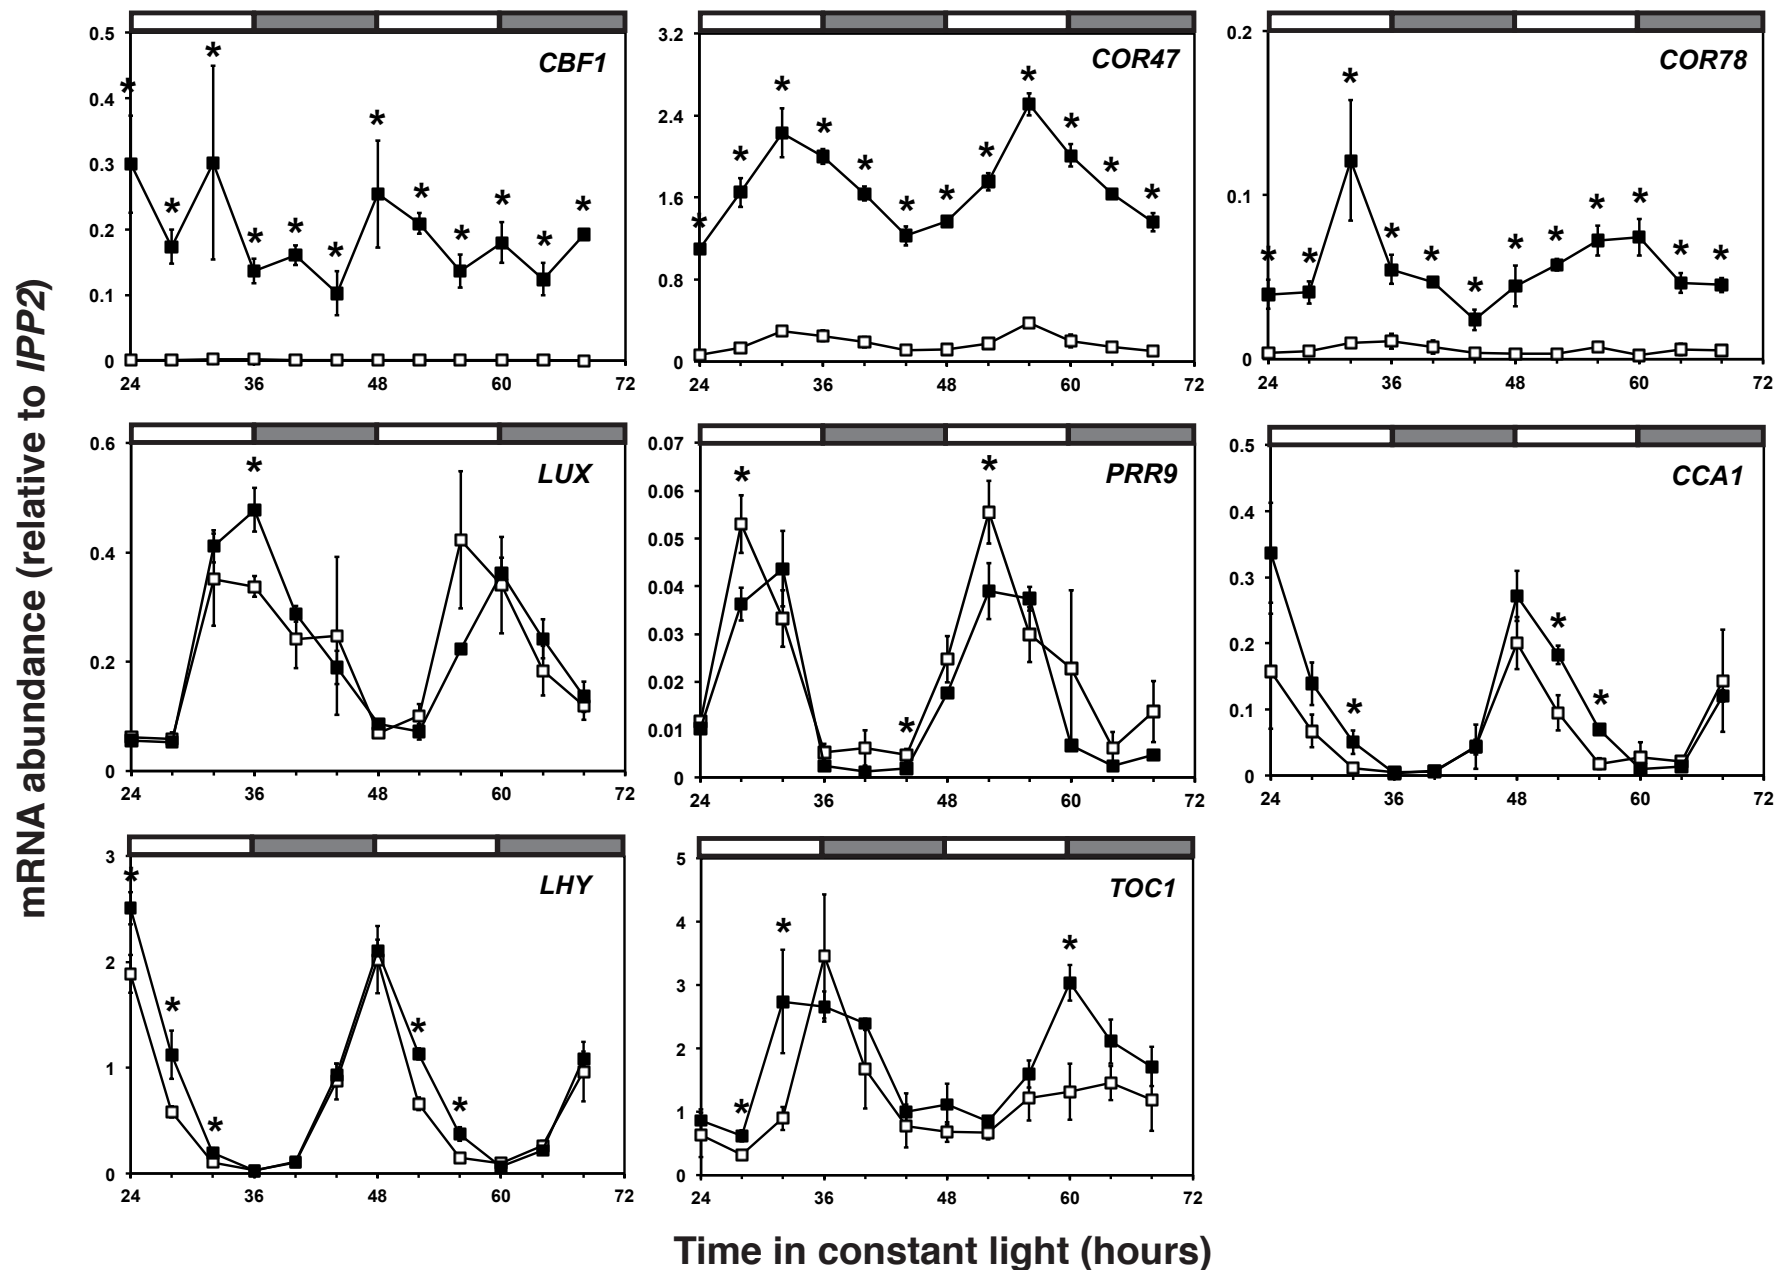 mRNA abundance (relative to IPP2)
CBF1
0.5
0.4
0.3
0.2
0.1
0
24 36 48 60 72
* * * * * * * * * * * *
COR47
3.2
2.4
1.6
0.8
0
24 36 48 60 72
* * * * * * * * * * * *
COR78
0.2
0.1
0
24 36 48 60 72
* * * * * * * * * * * *
LUX
0.6
0.4
0.2
0
24 36 48 60 72
*
PRR9
0.07
0.06
0.05
0.04
0.03
0.02
0.01
0
24 36 48 60 72
* * *
CCA1
0.5
0.4
0.3
0.2
0.1
0
24 36 48 60 72
* * *
LHY
3
2
1
0
24 36 48 60 72
* * * * *
TOC1
5
4
3
2
1
0
24 36 48 60 72
* * *
Time in constant light (hours)